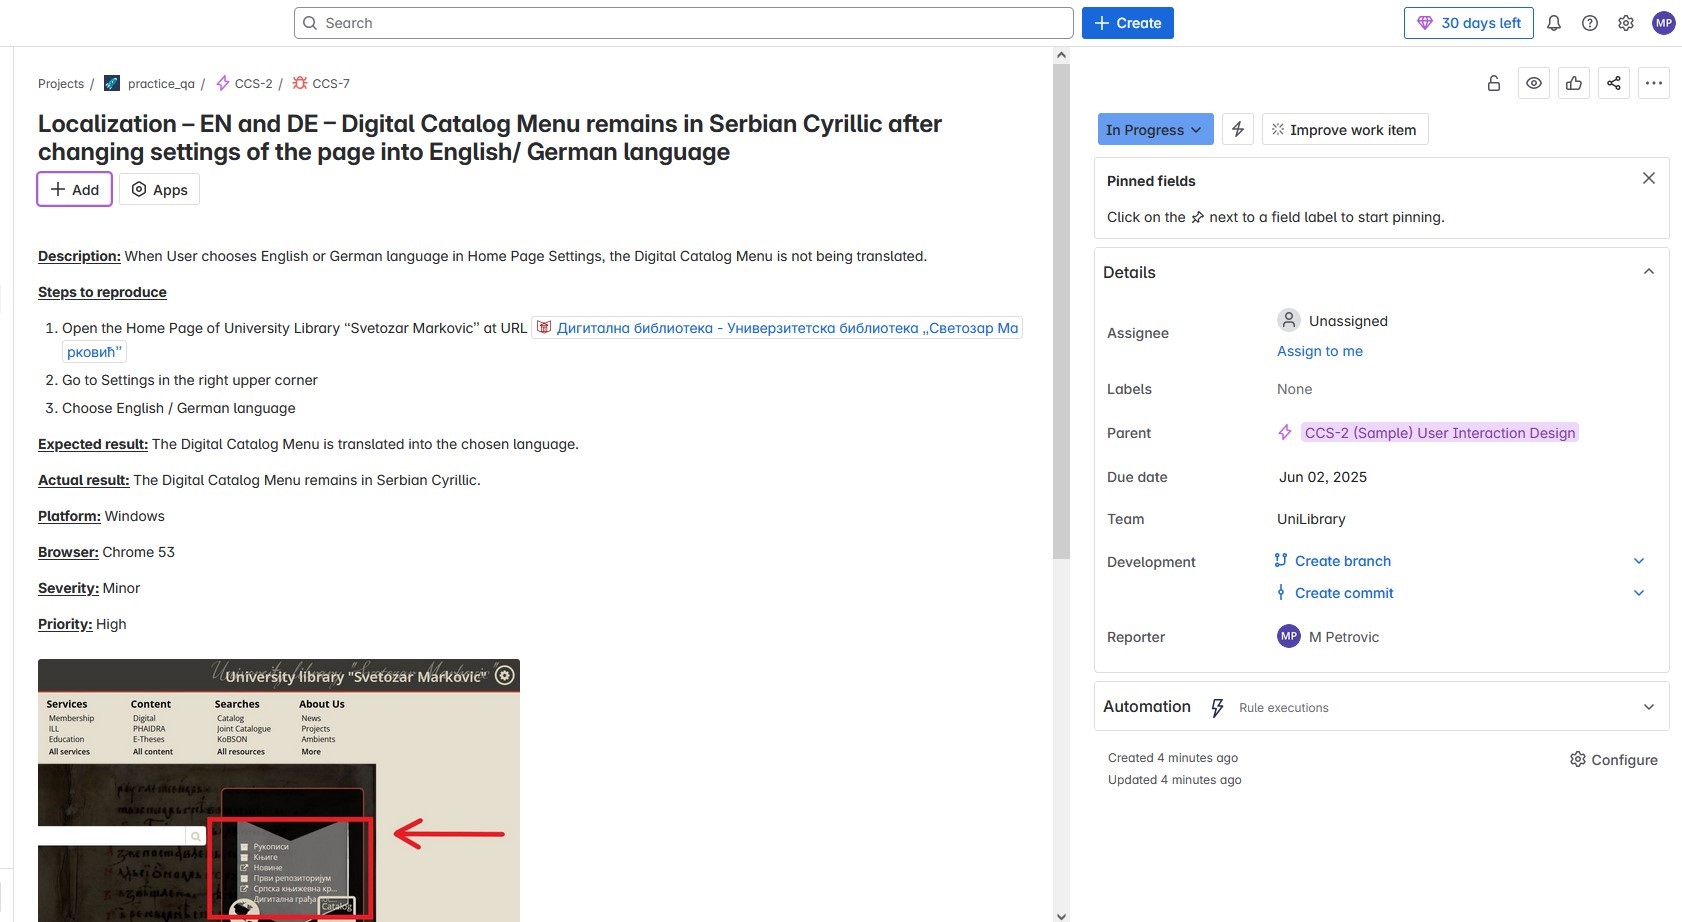 Search
Create
30 days left
MP
Projects / practice_qa / CCS-2 / CCS-7
Localization – EN and DE – Digital Catalog Menu remains in Serbian Cyrillic after
changing settings of the page into English/ German language
Add
Apps
Description: When User chooses English or German language in Home Page Settings, the Digital Catalog Menu is not being translated.
Steps to reproduce
1. Open the Home Page of University Library “Svetozar Markovic” at URL Дигитална библиотека - Универзитетска библиотека „Светозар Ма
рковић”
2. Go to Settings in the right upper corner
3. Choose English / German language
Expected result: The Digital Catalog Menu is translated into the chosen language.
Actual result: The Digital Catalog Menu remains in Serbian Cyrillic.
Platform: Windows
Browser: Chrome 53
Severity: Minor
Priority: High
University library "Svetozar Markovic"
University library "Svetozar Markovic"
Services Content Searches About Us
Membership Digital Catalog News
ILL PHAIDRA Joint Catalogue Projects
Education E-Theses KoBSON Ambients
All services All content All resources More
Рукописи
Књиге
Новине
Први репозиторијум
Српска књижевна кр...
Дигитална грађа
Catalog
In Progress
Improve work item
Pinned fields
Click on the next to a field label to start pinning.
Details
Assignee
Unassigned
Assign to me
Labels
None
Parent
CCS-2 (Sample) User Interaction Design
Due date
Jun 02, 2025
Team
UniLibrary
Development
Create branch
Create commit
Reporter
MP M Petrovic
Automation
Rule executions
Created 4 minutes ago
Updated 4 minutes ago
Configure